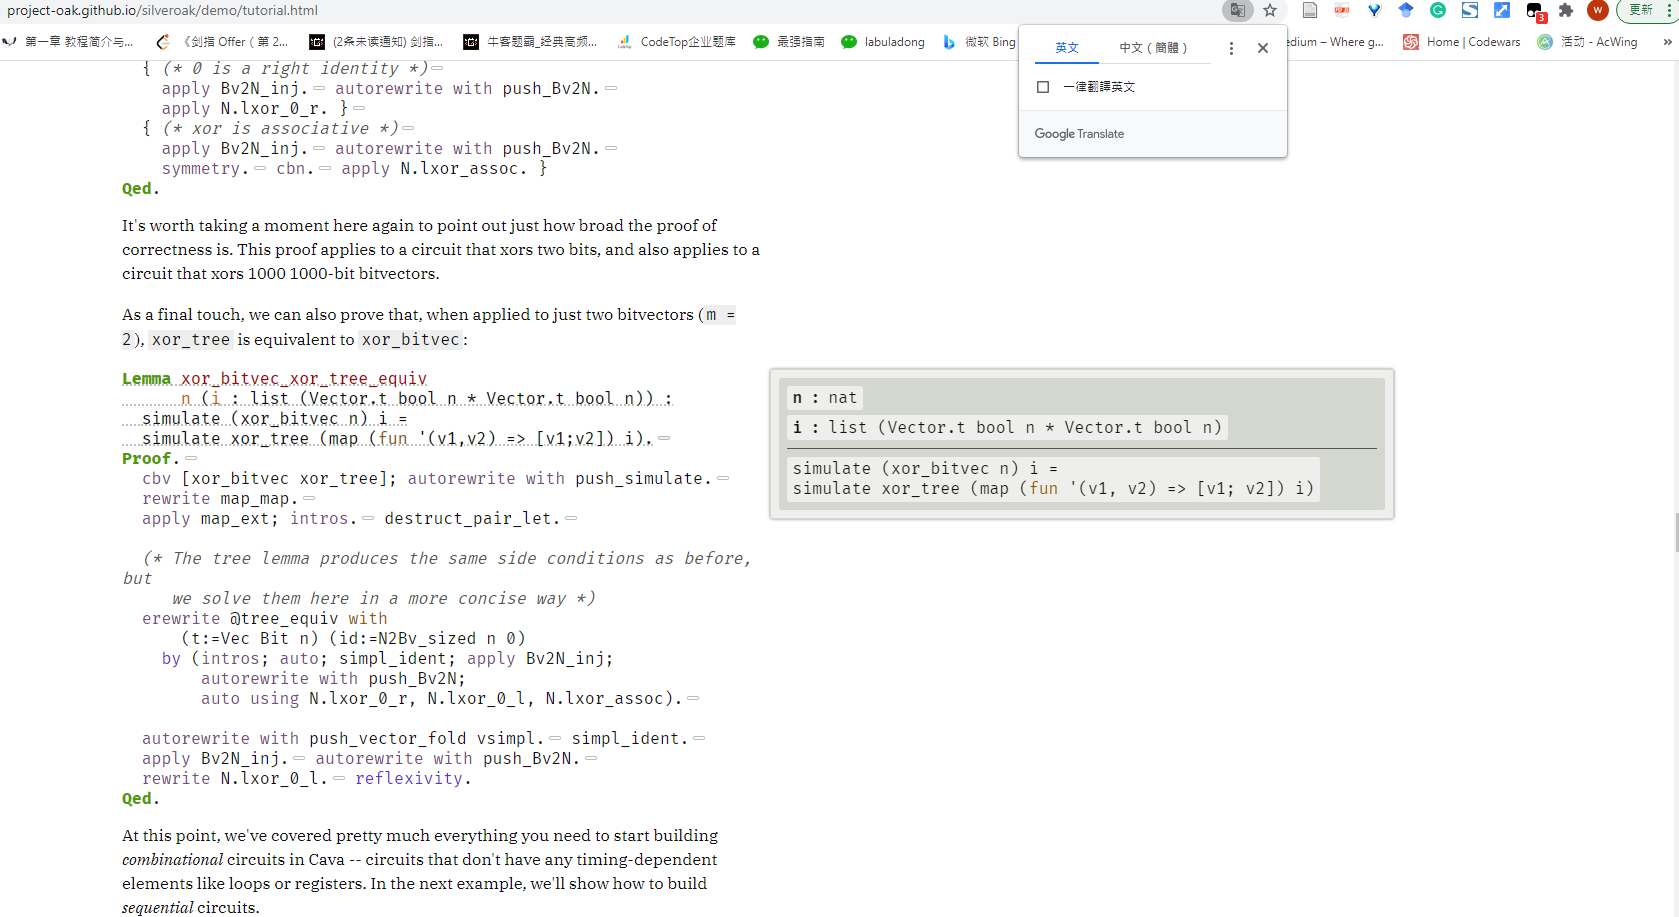 project-oak.github.io/silveroak/demo/tutorial.html
3
W
更新
第一章 教程简介与...
《剑指 Offer（第 2...
(2条未读通知) 剑指...
牛客题霸_经典高频...
CodeTop企业题库
最强指南
labuladong
微软 Bing
edium – Where g...
Home | Codewars
活动 - AcWing
»
英文
中文（簡體）
一律翻譯英文
Google Translate
{ (* 0 is a right identity *)
apply Bv2N_inj. autorewrite with push_Bv2N.
apply N.lxor_0_r. }
{ (* xor is associative *)
apply Bv2N_inj. autorewrite with push_Bv2N.
symmetry. cbn. apply N.lxor_assoc. }
Qed.
It's worth taking a moment here again to point out just how broad the proof of
correctness is. This proof applies to a circuit that xors two bits, and also applies to a
circuit that xors 1000 1000-bit bitvectors.
As a final touch, we can also prove that, when applied to just two bitvectors (m =
2), xor_tree is equivalent to xor_bitvec:
Lemma xor_bitvec_xor_tree_equiv
n (i : list (Vector.t bool n * Vector.t bool n)) :
simulate (xor_bitvec n) i =
simulate xor_tree (map (fun '(v1,v2) => [v1;v2]) i).
Proof.
cbv [xor_bitvec xor_tree]; autorewrite with push_simulate.
rewrite map_map.
apply map_ext; intros. destruct_pair_let.
(* The tree lemma produces the same side conditions as before,
but
we solve them here in a more concise way *)
erewrite @tree_equiv with
(t:=Vec Bit n) (id:=N2Bv_sized n 0)
by (intros; auto; simpl_ident; apply Bv2N_inj;
autorewrite with push_Bv2N;
auto using N.lxor_0_r, N.lxor_0_l, N.lxor_assoc).
autorewrite with push_vector_fold vsimpl. simpl_ident.
apply Bv2N_inj. autorewrite with push_Bv2N.
rewrite N.lxor_0_l. reflexivity.
Qed.
At this point, we've covered pretty much everything you need to start building
combinational circuits in Cava -- circuits that don't have any timing-dependent
elements like loops or registers. In the next example, we'll show how to build
sequential circuits.
n : nat
i : list (Vector.t bool n * Vector.t bool n)
simulate (xor_bitvec n) i =
simulate xor_tree (map (fun '(v1, v2) => [v1; v2]) i)